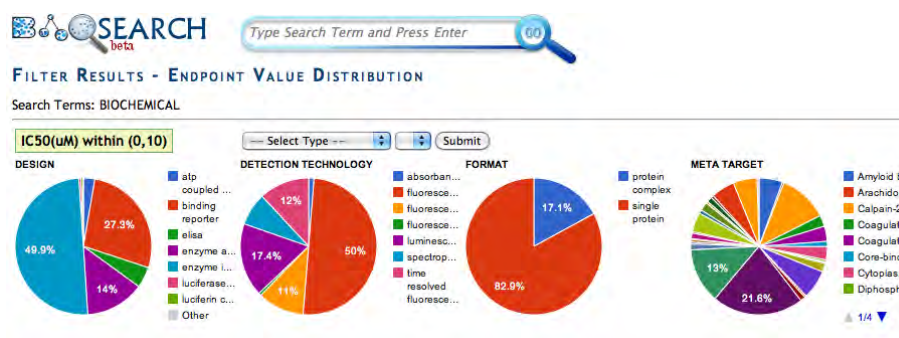 BioSEARCH
beta
Type Search Term and Press Enter
GO
FILTER RESULTS - ENDPOINT VALUE DISTRIBUTION
Search Terms: BIOCHEMICAL
IC50(uM) within (0,10)
--- Select Type ---
Submit
DESIGN
49.9%
27.3%
14%
atp
coupled ...
binding
reporter
elisa
enzyme a...
enzyme i...
luciferase...
luciferin c...
Other
DETECTION TECHNOLOGY
12%
17.4%
50%
11%
absorban...
fluoresce...
fluoresce...
fluoresce...
luminesc...
spectrop...
time
resolved
fluoresce...
FORMAT
17.1%
82.9%
protein
complex
single
protein
META TARGET
13%
21.6%
Amyloid
Arachido
Calpain-2
Coagulat
Coagulat
Core-bind
Cytoplas
Diphosph
1/4